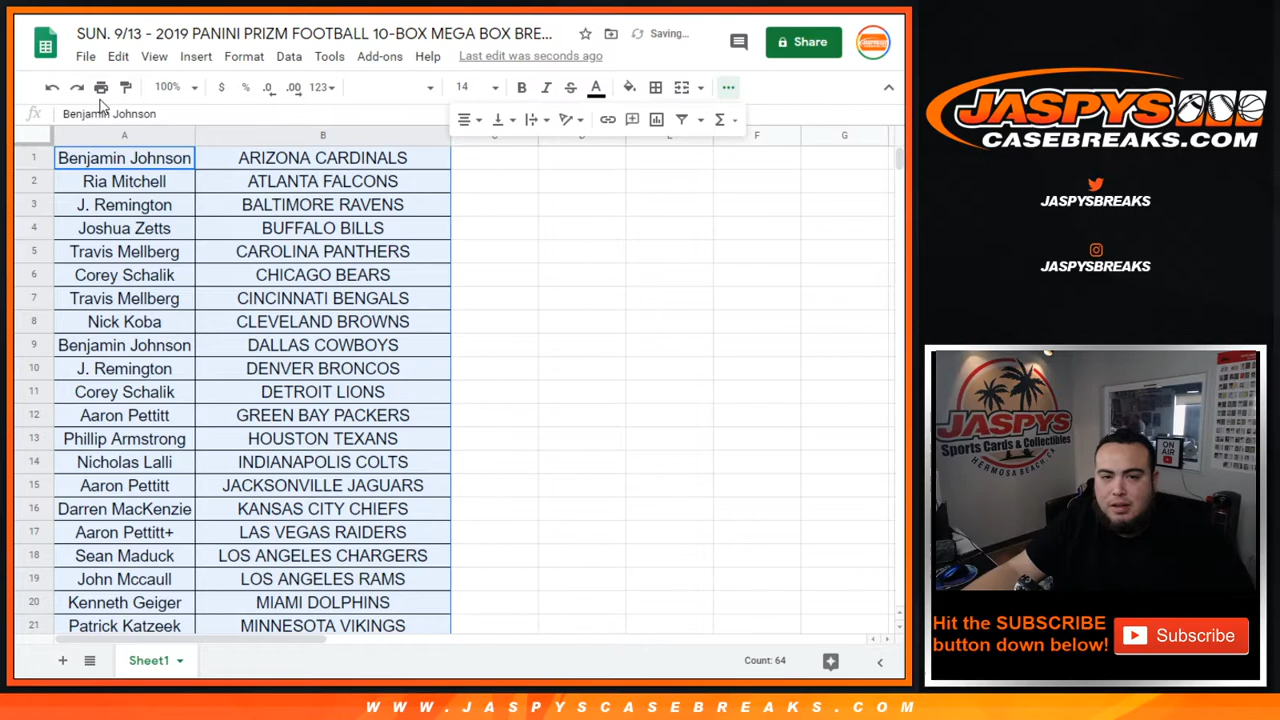 SUN. 9/13 - 2019 PANINI PRIZM FOOTBALL 10-BOX MEGA BOX BRE...
Saving...
Share
File Edit View Insert Format Data Tools Add-ons Help Last edit was seconds ago
100% $ % .0 .00 123 14 B I S A
fx Benjamin Johnson
A B C D E F G
1 Benjamin Johnson ARIZONA CARDINALS
2 Ria Mitchell ATLANTA FALCONS
3 J. Remington BALTIMORE RAVENS
4 Joshua Zetts BUFFALO BILLS
5 Travis Mellberg CAROLINA PANTHERS
6 Corey Schalik CHICAGO BEARS
7 Travis Mellberg CINCINNATI BENGALS
8 Nick Koba CLEVELAND BROWNS
9 Benjamin Johnson DALLAS COWBOYS
10 J. Remington DENVER BRONCOS
11 Corey Schalik DETROIT LIONS
12 Aaron Pettitt GREEN BAY PACKERS
13 Phillip Armstrong HOUSTON TEXANS
14 Nicholas Lalli INDIANAPOLIS COLTS
15 Aaron Pettitt JACKSONVILLE JAGUARS
16 Darren MacKenzie KANSAS CITY CHIEFS
17 Aaron Pettitt+ LAS VEGAS RAIDERS
18 Sean Maduck LOS ANGELES CHARGERS
19 John Mccaull LOS ANGELES RAMS
20 Kenneth Geiger MIAMI DOLPHINS
21 Patrick Katzeek MINNESOTA VIKINGS
Sheet1
Count: 64
JASPYS
CASEBREAKS.COM
JASPYSBREAKS
JASPYSBREAKS
JASPYS
Sports Cards & Collectibles
HERMOSA BEACH, CA
ON AIR
Hit the SUBSCRIBE
button down below!
Subscribe
WWW.JASPYSCASEBREAKS.COM